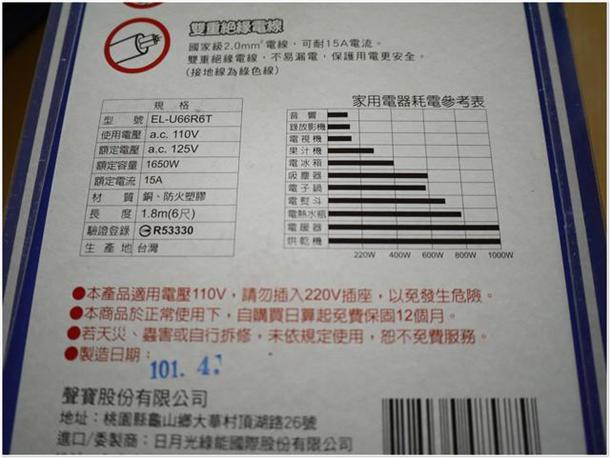 雙重絕緣電線
國家級2.0mm²電線，可耐15A電流。
雙重絕緣電線，不易漏電，保護用電更安全。
(接地線為綠色線)
規格
型號 EL-U66R6T
使用電壓 a.c. 110V
額定電壓 a.c. 125V
額定容量 1650W
額定電流 15A
材質 銅、防火塑膠
長度 1.8m(6尺)
驗證登錄 R53330
生產地 台灣
家用電器耗電參考表
音響
錄放影機
電視機
果汁機
電冰箱
吸塵器
電子鍋
電熨斗
電熱水瓶
電暖器
烘乾機
220W 400W 600W 800W 1000W
●本產品適用電壓110V，請勿插入220V插座，以免發生危險。
●本商品於正常使用下，自購買日算起免費保固12個月。
●若天災、蟲害或自行拆修，未依規定使用，恕不免費服務。
●製造日期：101. 4.
聲寶股份有限公司
地址：桃園縣龜山鄉大華村頂湖路26號
進口/委製商：日月光綠能國際股份有限公司